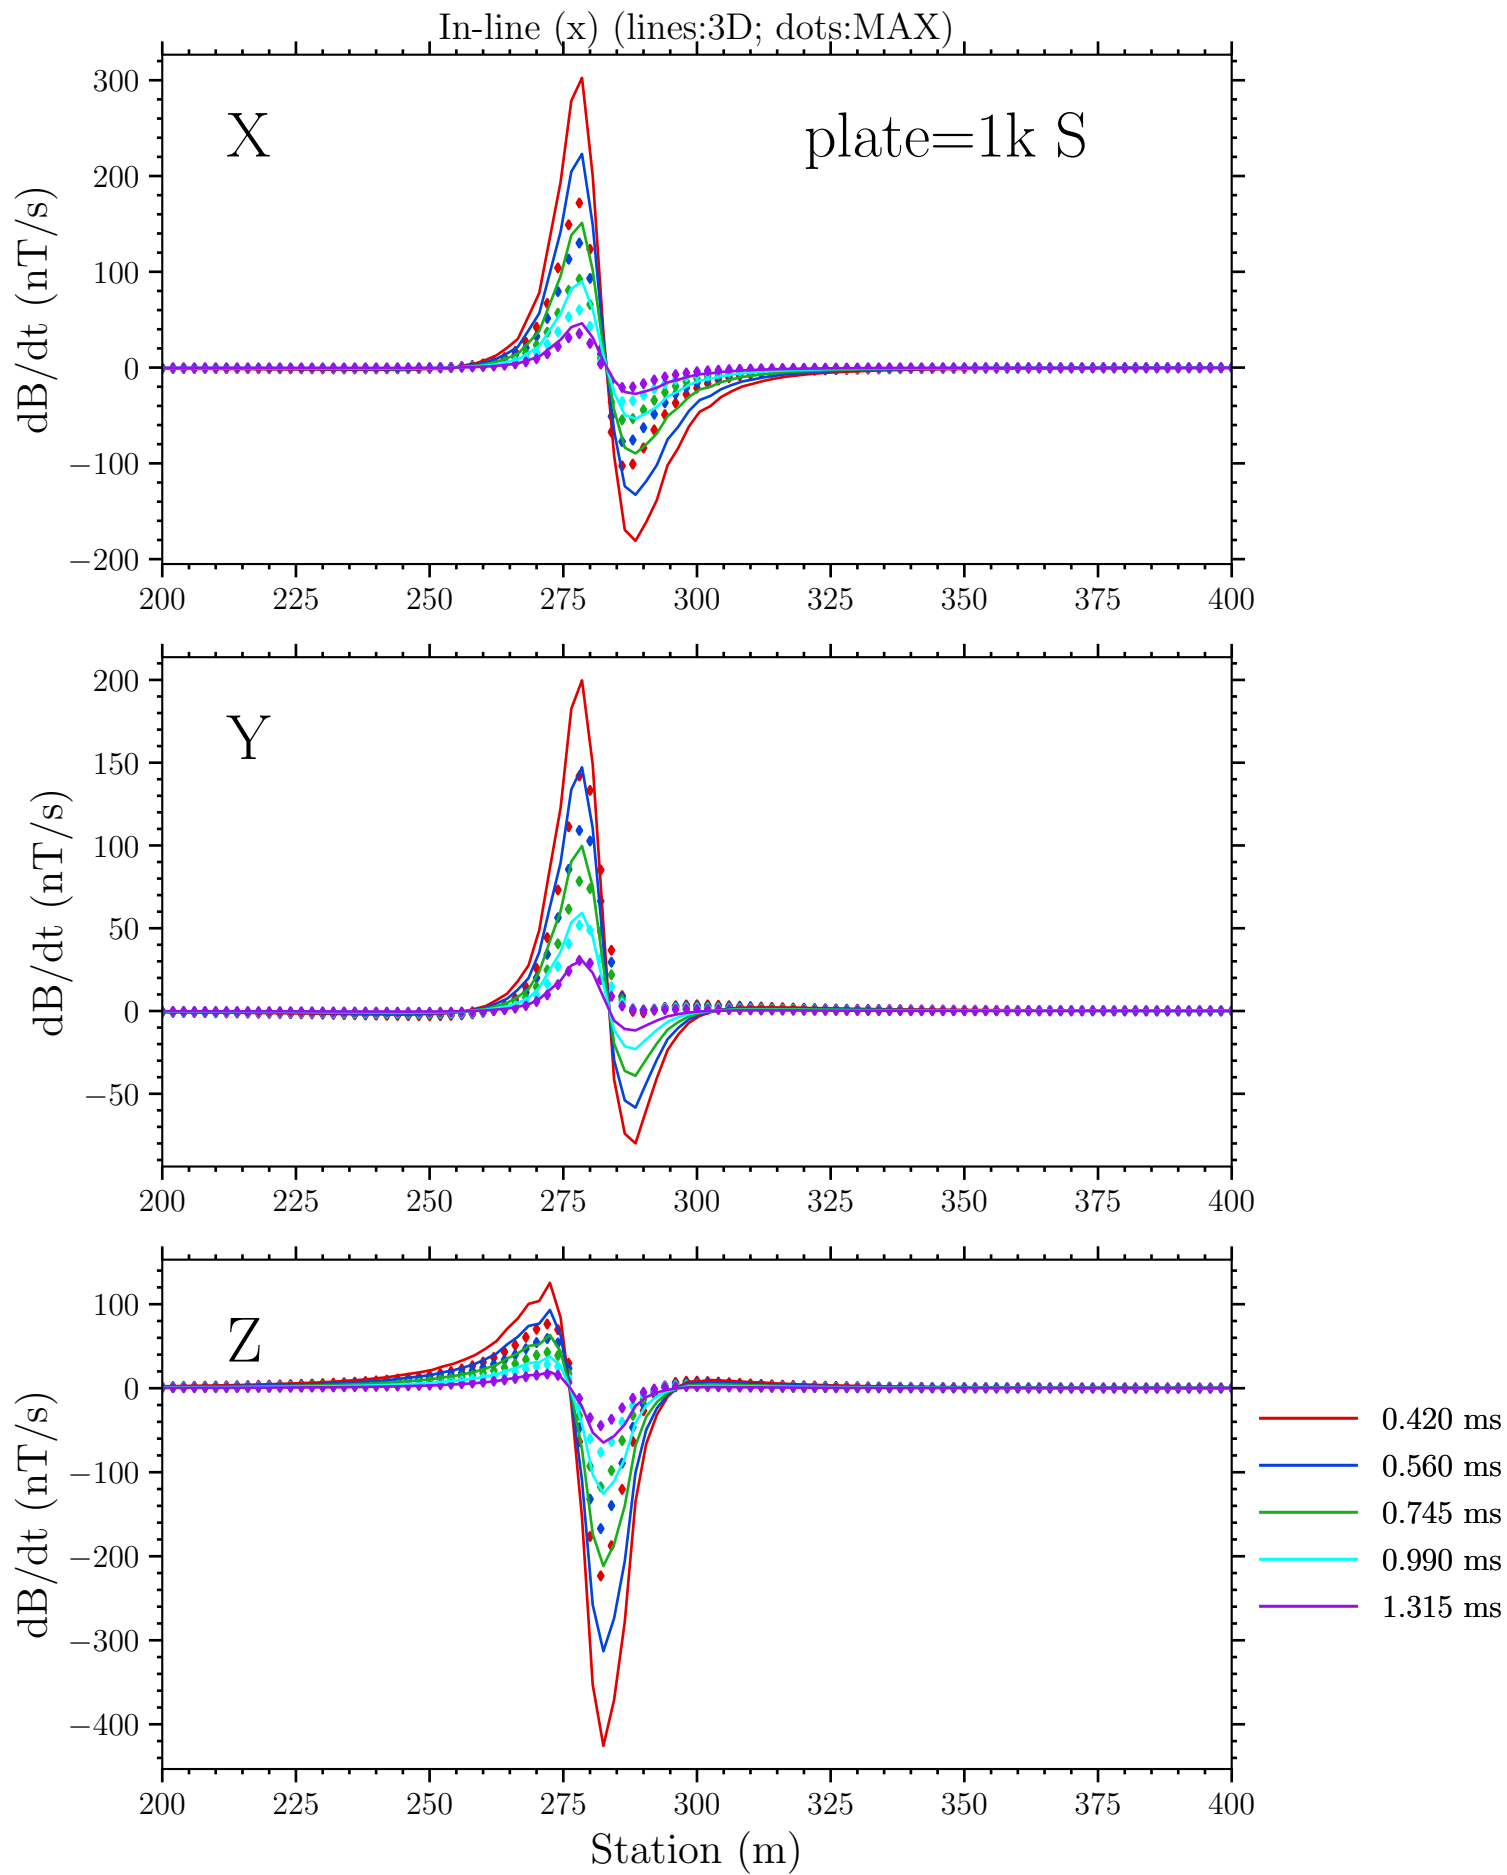 In-line (x) (lines:3D; dots:MAX)
X
plate=1k S
dB/dt (nT/s)
300
200
100
0
−100
−200
200 225 250 275 300 325 350 375 400
Y
dB/dt (nT/s)
200
150
100
50
0
−50
200 225 250 275 300 325 350 375 400
Z
dB/dt (nT/s)
100
0
−100
−200
−300
−400
200 225 250 275 300 325 350 375 400
Station (m)
0.420 ms
0.560 ms
0.745 ms
0.990 ms
1.315 ms